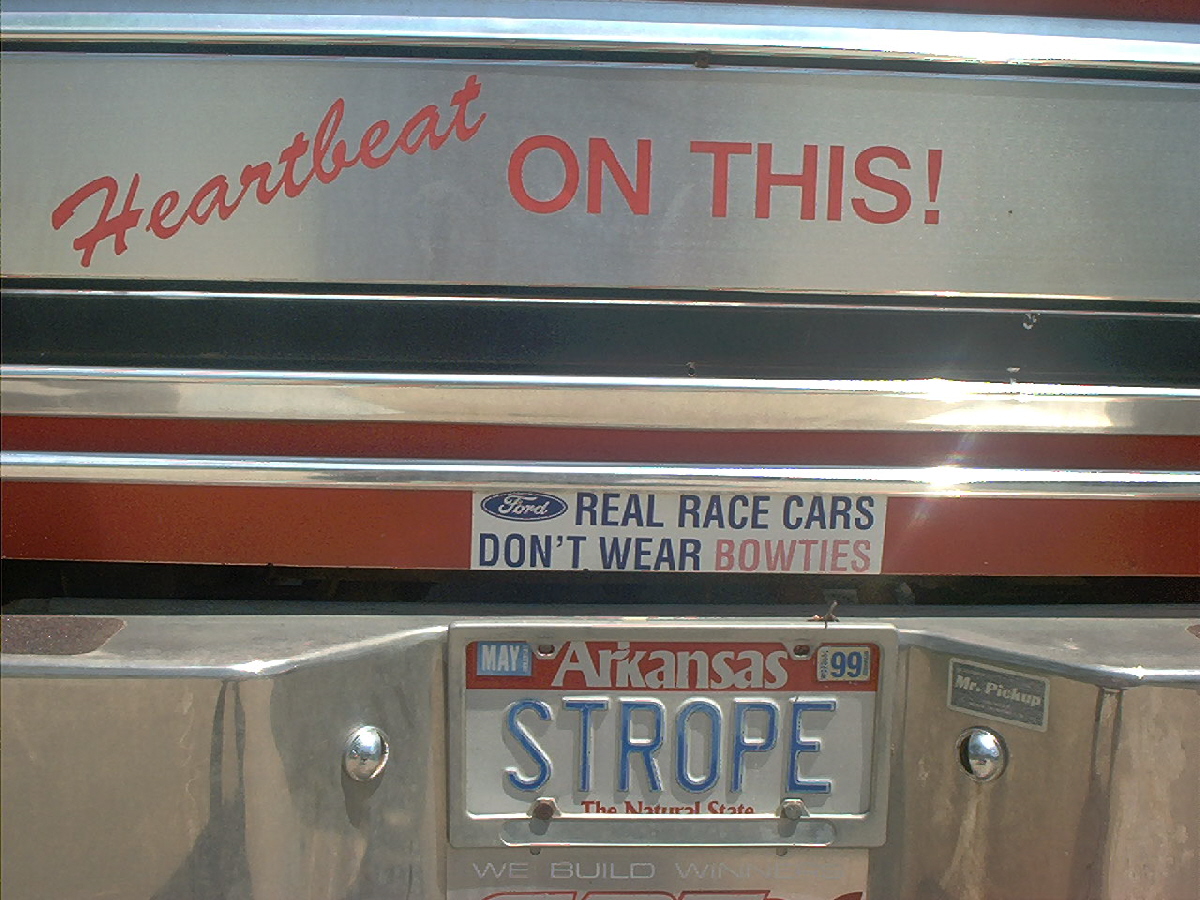 Heartbeat ON THIS!
Ford REAL RACE CARS
DON'T WEAR BOWTIES
MAY Arkansas 99
STROPE
The Natural State
Mr. Pickup
WE BUILD WINNERS